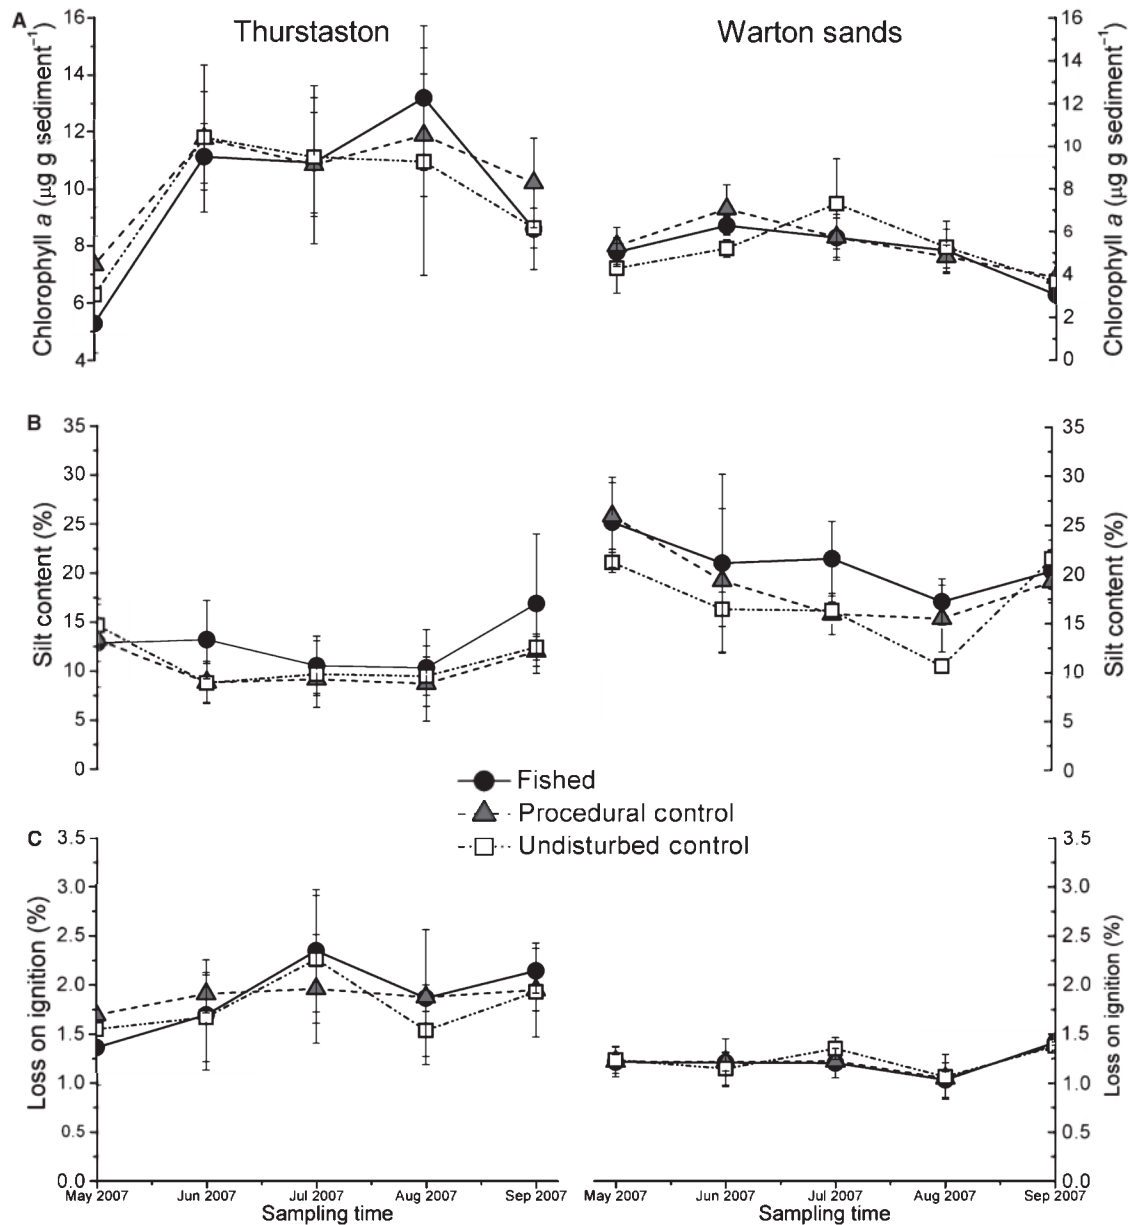 A
Thurstaston
Warton sands
Chlorophyll a (µg g sediment⁻¹)
16
14
12
10
8
6
4
16
14
12
10
8
6
4
2
0
Chlorophyll a (µg g sediment⁻¹)
B
Silt content (%)
35
30
25
20
15
10
5
0
35
30
25
20
15
10
5
0
Silt content (%)
Fished
Procedural control
Undisturbed control
C
Loss on ignition (%)
3.5
3.0
2.5
2.0
1.5
1.0
0.5
0.0
3.5
3.0
2.5
2.0
1.5
1.0
0.5
0.0
Loss on ignition (%)
May 2007 Jun 2007 Jul 2007 Aug 2007 Sep 2007
May 2007 Jun 2007 Jul 2007 Aug 2007 Sep 2007
Sampling time
Sampling time